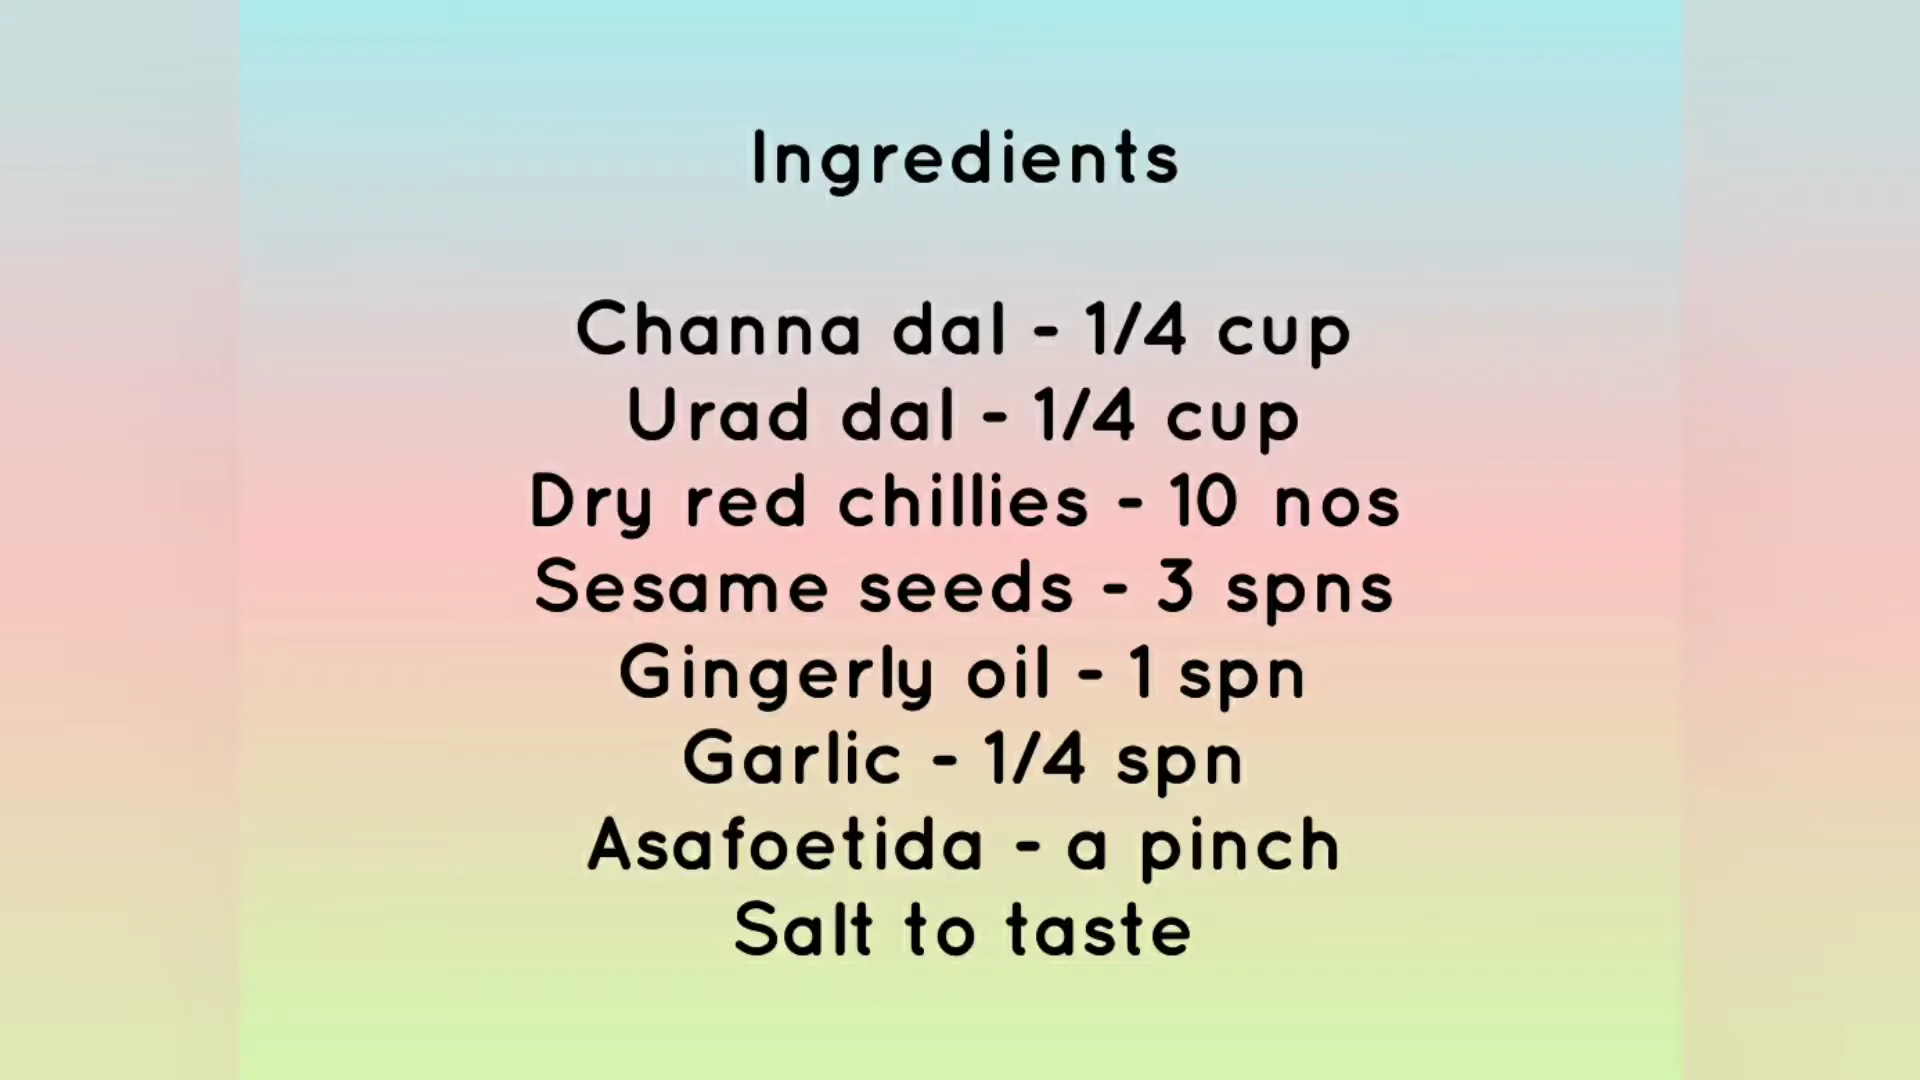 Ingredients
Channa dal - 1/4 cup
Urad dal - 1/4 cup
Dry red chillies - 10 nos
Sesame seeds - 3 spns
Gingerly oil - 1 spn
Garlic - 1/4 spn
Asafoetida - a pinch
Salt to taste